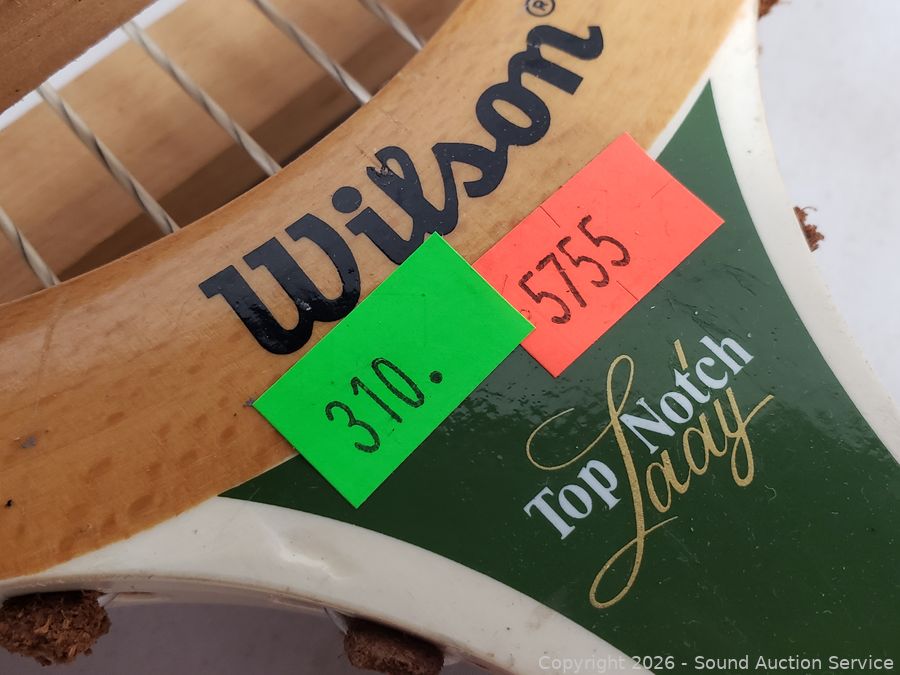 Wilson®
5755
310.
Top Notch
Lady
Copyright © 2026 - Sound Auction Service